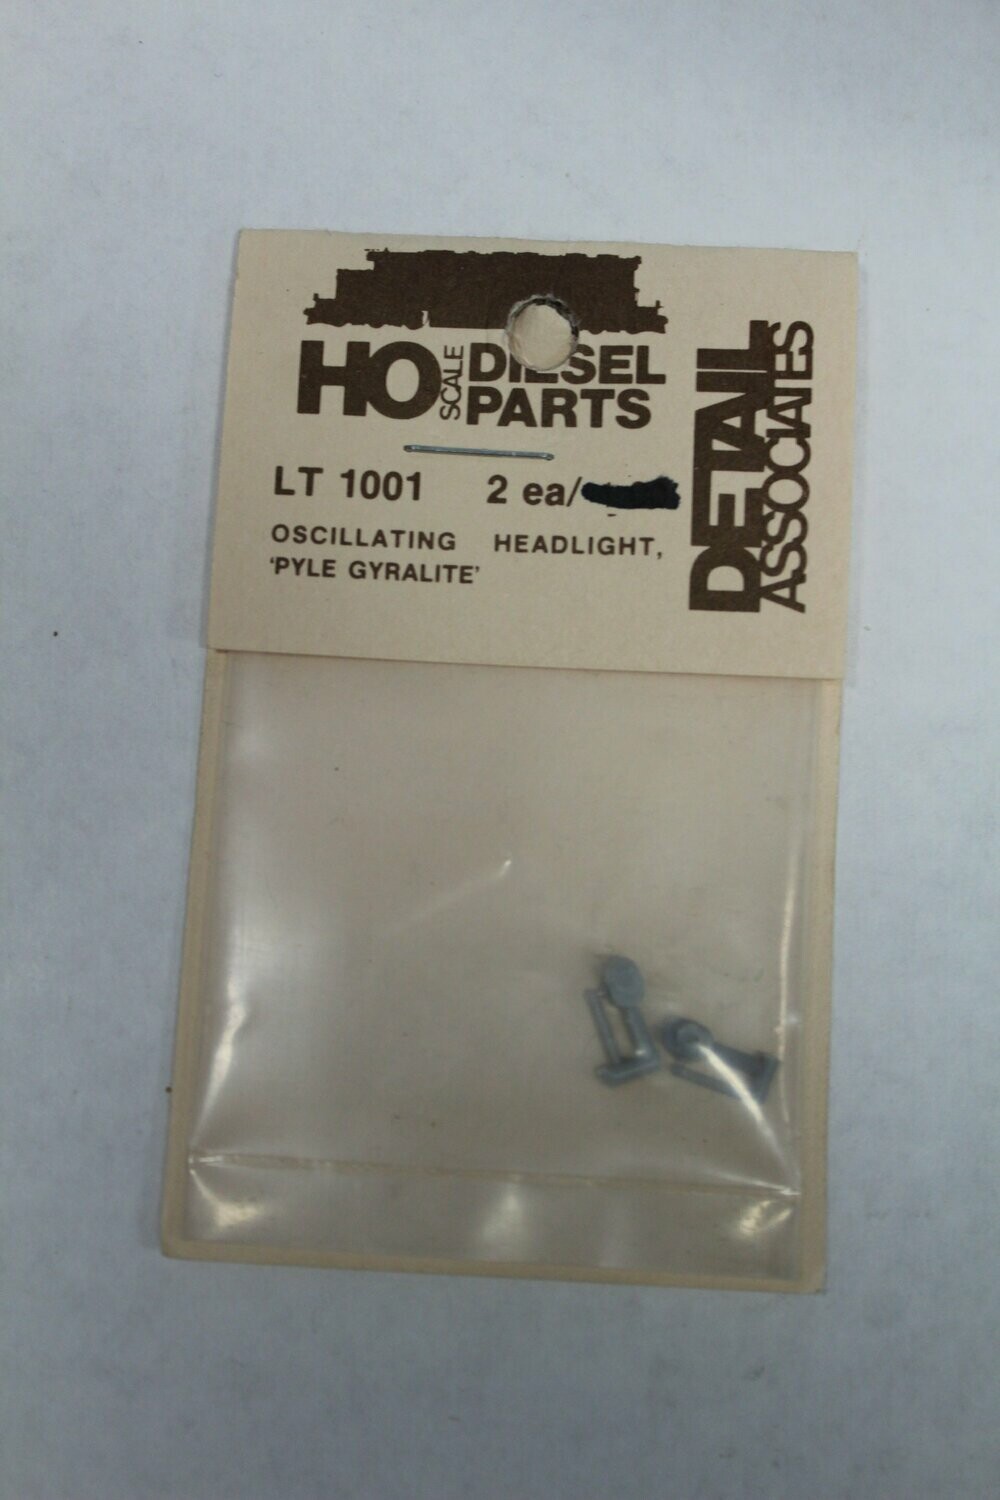 HO SCALE DIESEL
PARTS
DETAIL
ASSOCIATES
LT 1001 2 ea/
OSCILLATING HEADLIGHT,
‘PYLE GYRALITE’